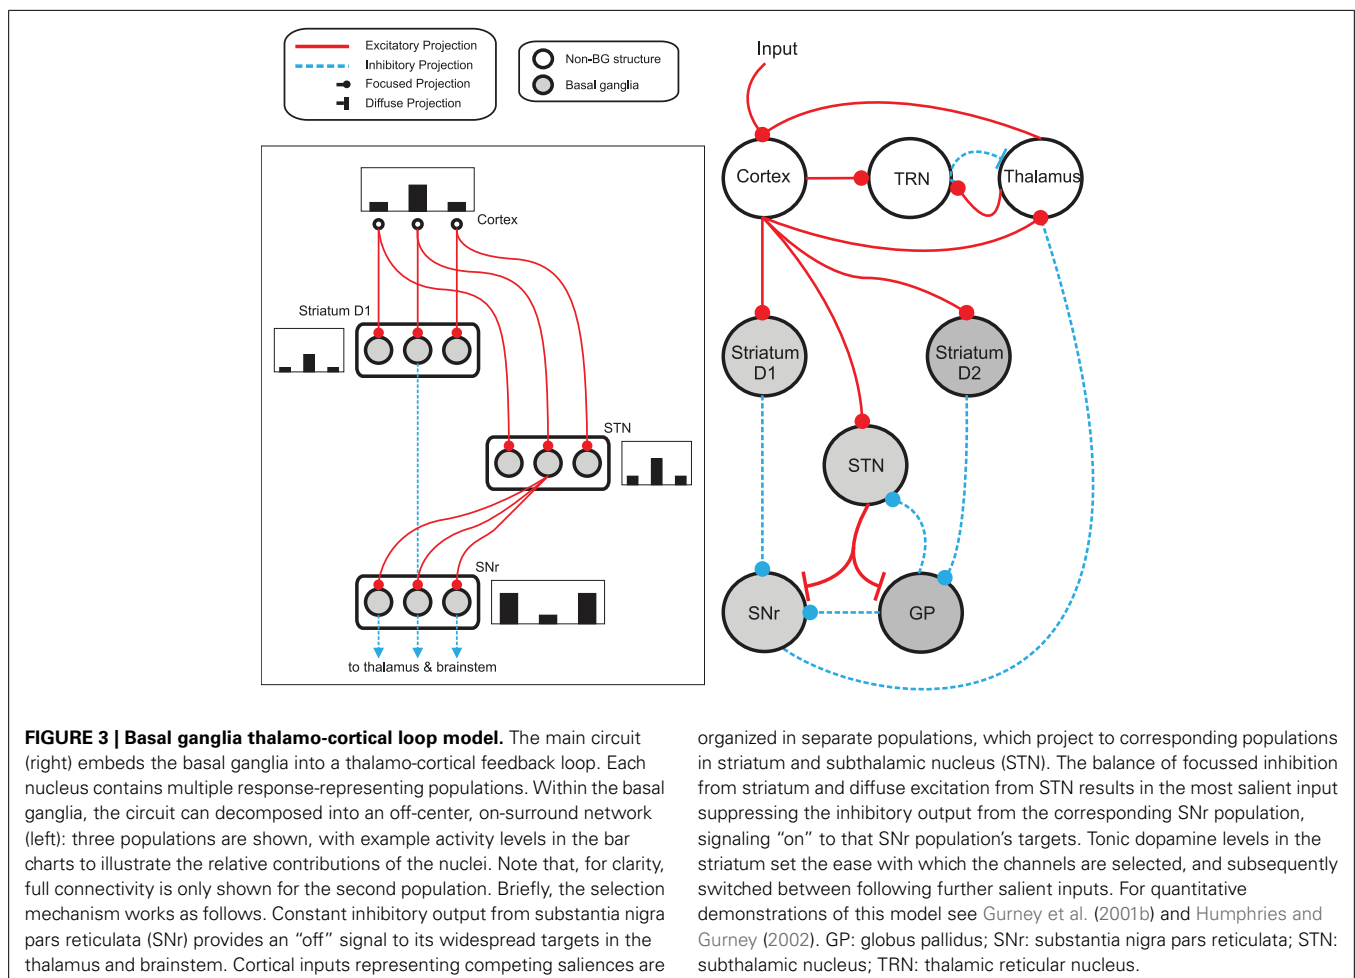 Excitatory Projection
Inhibitory Projection
Focused Projection
Diffuse Projection
Non-BG structure
Basal ganglia
Cortex
Striatum D1
STN
SNr
to thalamus & brainstem
Input
Cortex
TRN
Thalamus
Striatum
D1
Striatum
D2
STN
SNr
GP
FIGURE 3 | Basal ganglia thalamo-cortical loop model. The main circuit
(right) embeds the basal ganglia into a thalamo-cortical feedback loop. Each
nucleus contains multiple response-representing populations. Within the basal
ganglia, the circuit can decomposed into an off-center, on-surround network
(left): three populations are shown, with example activity levels in the bar
charts to illustrate the relative contributions of the nuclei. Note that, for clarity,
full connectivity is only shown for the second population. Briefly, the selection
mechanism works as follows. Constant inhibitory output from substantia nigra
pars reticulata (SNr) provides an “off” signal to its widespread targets in the
thalamus and brainstem. Cortical inputs representing competing saliences are
organized in separate populations, which project to corresponding populations
in striatum and subthalamic nucleus (STN). The balance of focussed inhibition
from striatum and diffuse excitation from STN results in the most salient input
suppressing the inhibitory output from the corresponding SNr population,
signaling “on” to that SNr population’s targets. Tonic dopamine levels in the
striatum set the ease with which the channels are selected, and subsequently
switched between following further salient inputs. For quantitative
demonstrations of this model see Gurney et al. (2001b) and Humphries and
Gurney (2002). GP: globus pallidus; SNr: substantia nigra pars reticulata; STN:
subthalamic nucleus; TRN: thalamic reticular nucleus.